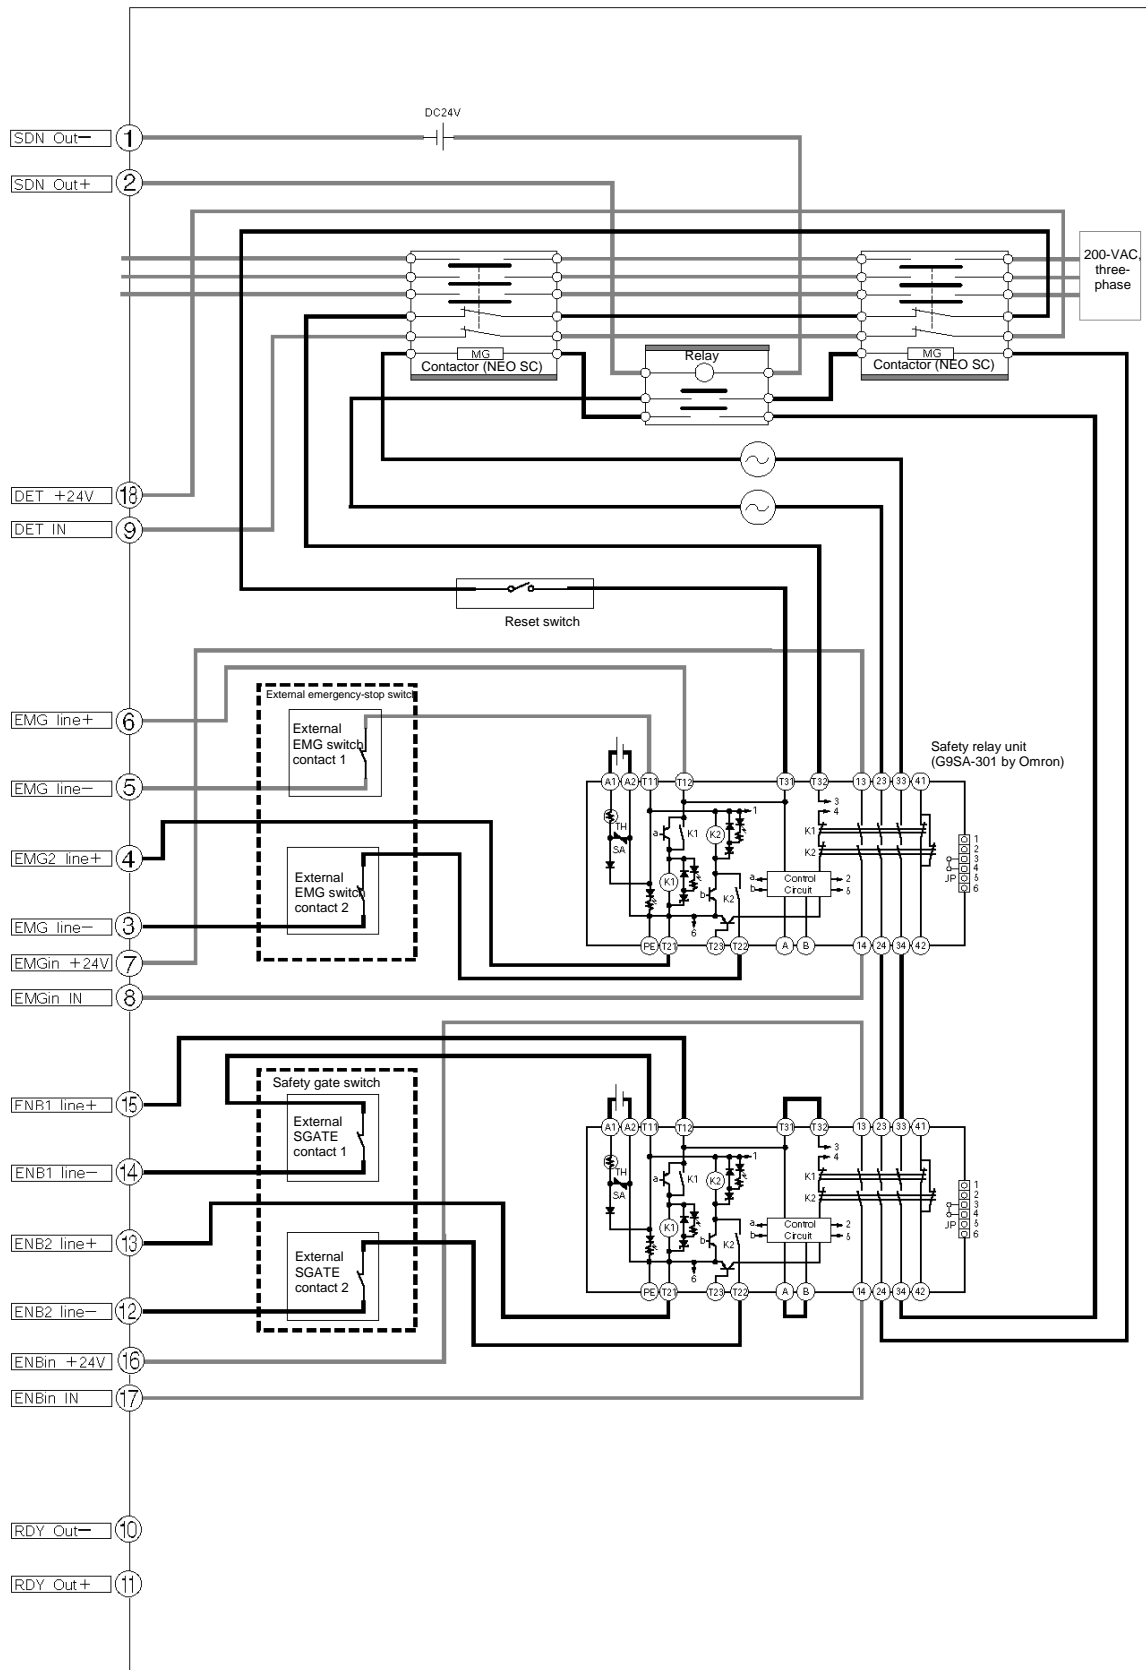 DC24V
SDN Out− 1
SDN Out+ 2
200-VAC,
three-
phase
MG
Contactor (NEO SC)
Relay
MG
Contactor (NEO SC)
DET +24V 18
DET IN 9
Reset switch
External emergency-stop switch
EMG line+ 6
External
EMG switch
contact 1
EMG line− 5
Safety relay unit
(G9SA-301 by Omron)
A1 A2 T11 T12 T31 T32 13 23 33 41
TH
SA
a
K1
K2
1
3
4
K1
K2
K1
b
K2
6
a
b
Control
Circuit
2
5
JP
1
2
3
4
5
6
PE T21 T23 T22 A B 14 24 34 42
EMG2 line+ 4
External
EMG switch
contact 2
EMG line− 3
EMGin +24V 7
EMGin IN 8
ENB1 line+ 15
Safety gate switch
External
SGATE
contact 1
ENB1 line− 14
A1 A2 T11 T12 T31 T32 13 23 33 41
TH
SA
a
K1
K2
1
3
4
K1
K2
K1
b
K2
6
a
b
Control
Circuit
2
5
JP
1
2
3
4
5
6
PE T21 T23 T22 A B 14 24 34 42
ENB2 line+ 13
External
SGATE
contact 2
ENB2 line− 12
ENBin +24V 16
ENBin IN 17
RDY Out− 10
RDY Out+ 11